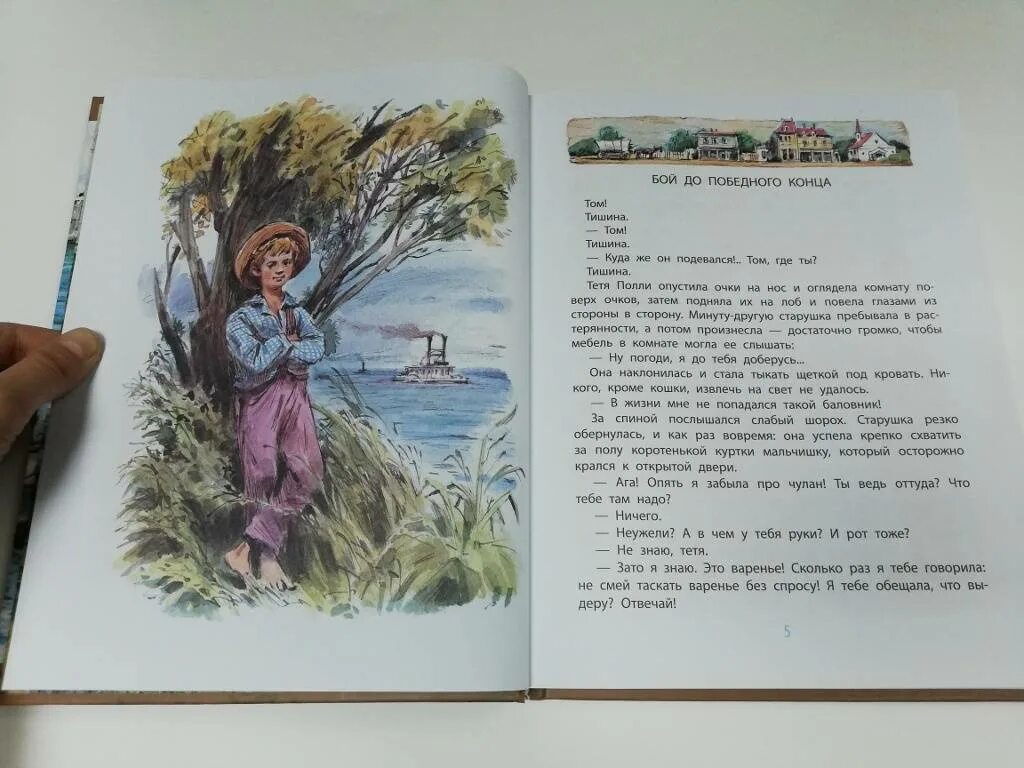 БОЙ ДО ПОБЕДНОГО КОНЦА
Том!
Тишина.
— Том!
Тишина.
— Куда же он подевался!.. Том, где ты?
Тишина.
Тетя Полли опустила очки на нос и оглядела комнату по-
верх очков, затем подняла их на лоб и повела глазами из
стороны в сторону. Минуту-другую старушка пребывала в рас-
терянности, а потом произнесла — достаточно громко, чтобы
мебель в комнате могла ее слышать:
— Ну погоди, я до тебя доберусь...
Она наклонилась и стала тыкать щеткой под кровать. Ни-
кого, кроме кошки, извлечь на свет не удалось.
— В жизни мне не попадался такой баловник!
За спиной послышался слабый шорох. Старушка резко
обернулась, и как раз вовремя: она успела крепко схватить
за полу коротенькой куртки мальчишку, который осторожно
крался к открытой двери.
— Ага! Опять я забыла про чулан! Ты ведь оттуда? Что
тебе там надо?
— Ничего.
— Неужели? А в чем у тебя руки? И рот тоже?
— Не знаю, тетя.
— Зато я знаю. Это варенье! Сколько раз я тебе говорила:
не смей таскать варенье без спросу! Я тебе обещала, что вы-
деру? Отвечай!
5